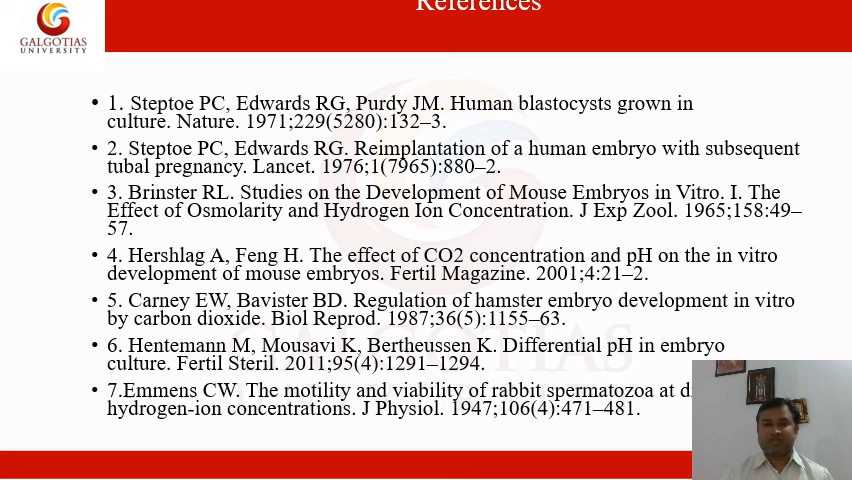 References
GALGOTIAS
UNIVERSITY
• 1. Steptoe PC, Edwards RG, Purdy JM. Human blastocysts grown in
culture. Nature. 1971;229(5280):132–3.
• 2. Steptoe PC, Edwards RG. Reimplantation of a human embryo with subsequent
tubal pregnancy. Lancet. 1976;1(7965):880–2.
• 3. Brinster RL. Studies on the Development of Mouse Embryos in Vitro. I. The
Effect of Osmolarity and Hydrogen Ion Concentration. J Exp Zool. 1965;158:49–
57.
• 4. Hershlag A, Feng H. The effect of CO2 concentration and pH on the in vitro
development of mouse embryos. Fertil Magazine. 2001;4:21–2.
• 5. Carney EW, Bavister BD. Regulation of hamster embryo development in vitro
by carbon dioxide. Biol Reprod. 1987;36(5):1155–63.
• 6. Hentemann M, Mousavi K, Bertheussen K. Differential pH in embryo
culture. Fertil Steril. 2011;95(4):1291–1294.
• 7.Emmens CW. The motility and viability of rabbit spermatozoa at
hydrogen-ion concentrations. J Physiol. 1947;106(4):471–481.
GALGOTIAS